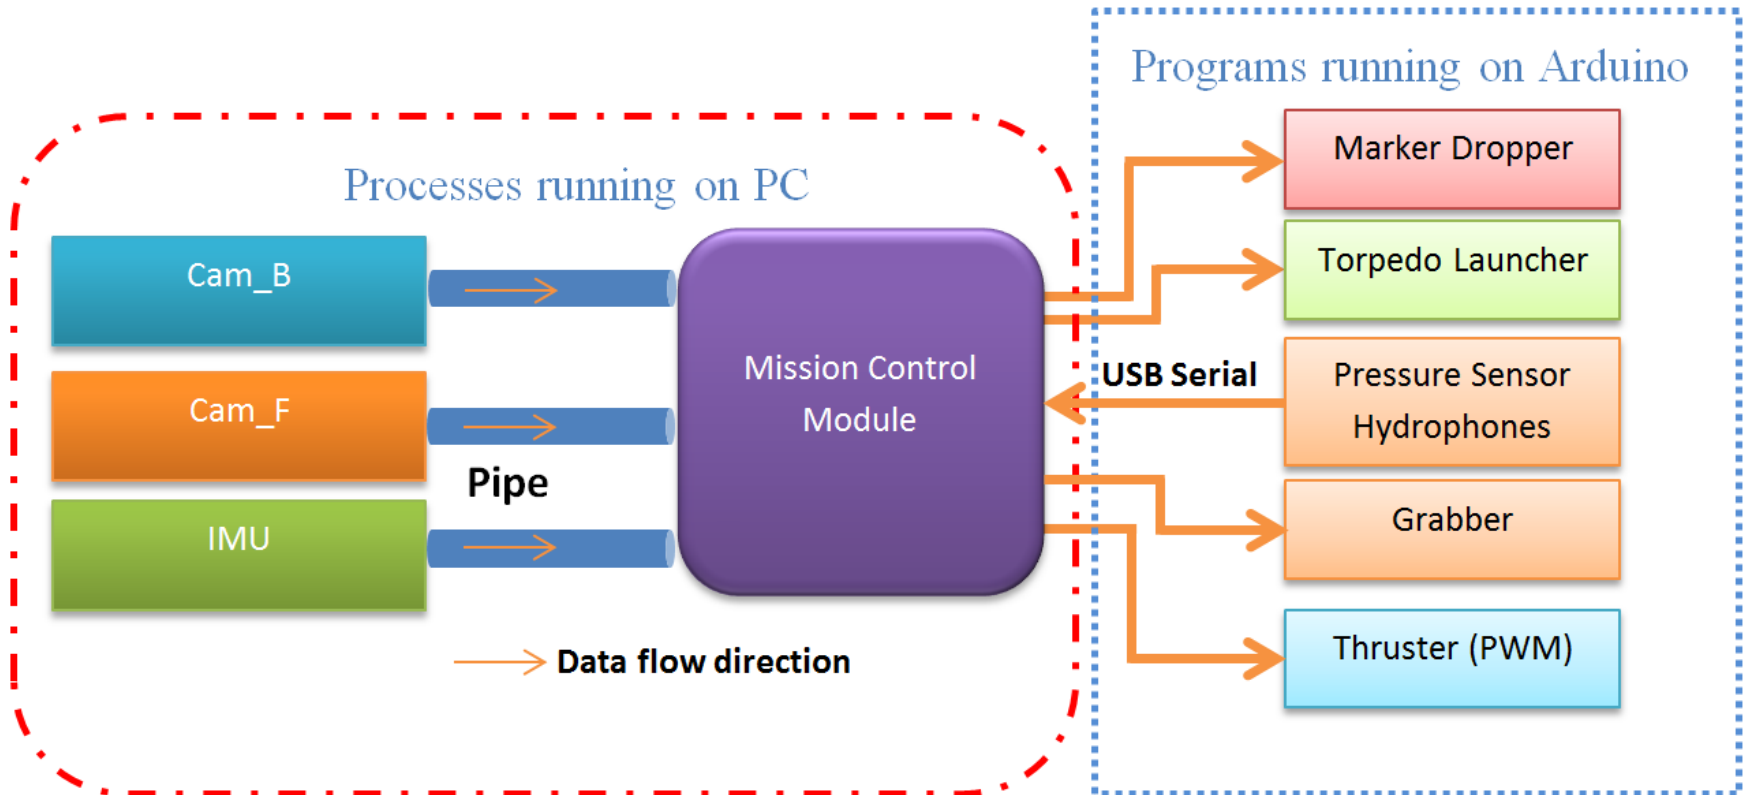 Programs running on Arduino
Processes running on PC
Cam_B
Cam_F
IMU
Pipe
Data flow direction
Mission Control
Module
USB Serial
Marker Dropper
Torpedo Launcher
Pressure Sensor
Hydrophones
Grabber
Thruster (PWM)